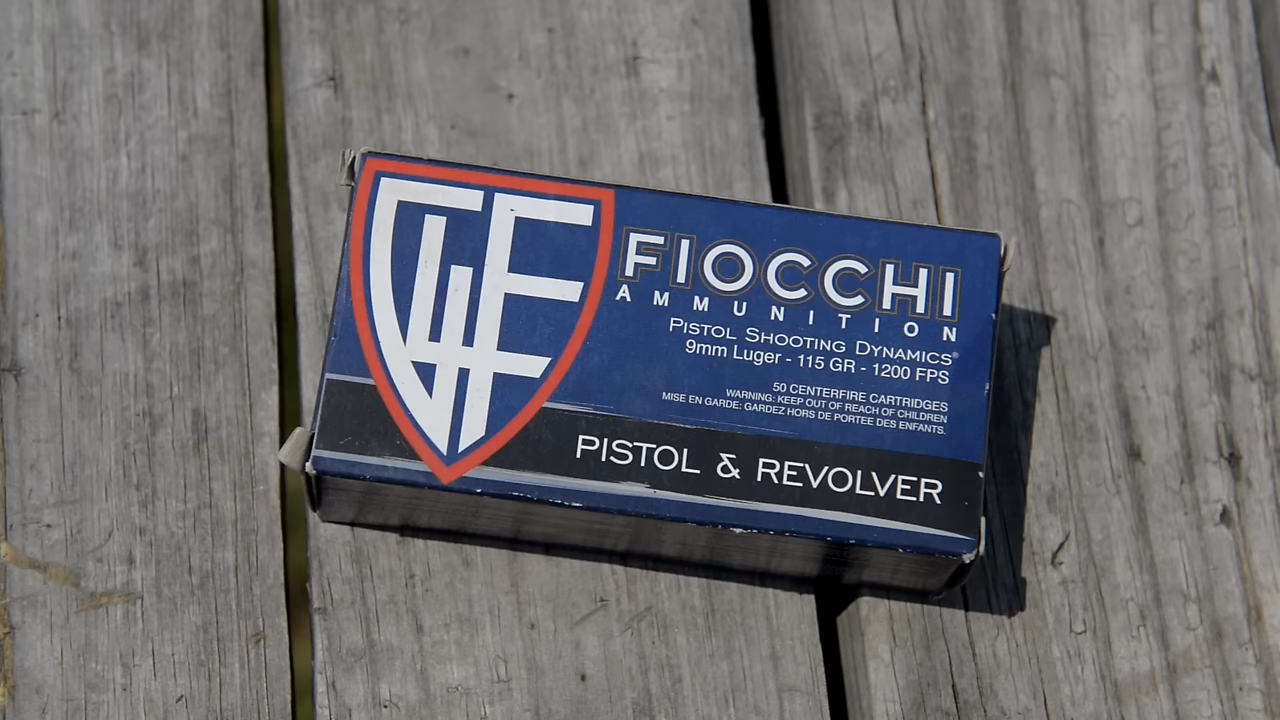 GFL
FIOCCHI
AMMUNITION
PISTOL SHOOTING DYNAMICS®
9mm Luger - 115 GR - 1200 FPS
50 CENTERFIRE CARTRIDGES
WARNING: KEEP OUT OF REACH OF CHILDREN
MISE EN GARDE: GARDEZ HORS DE PORTEE DES ENFANTS.
PISTOL & REVOLVER